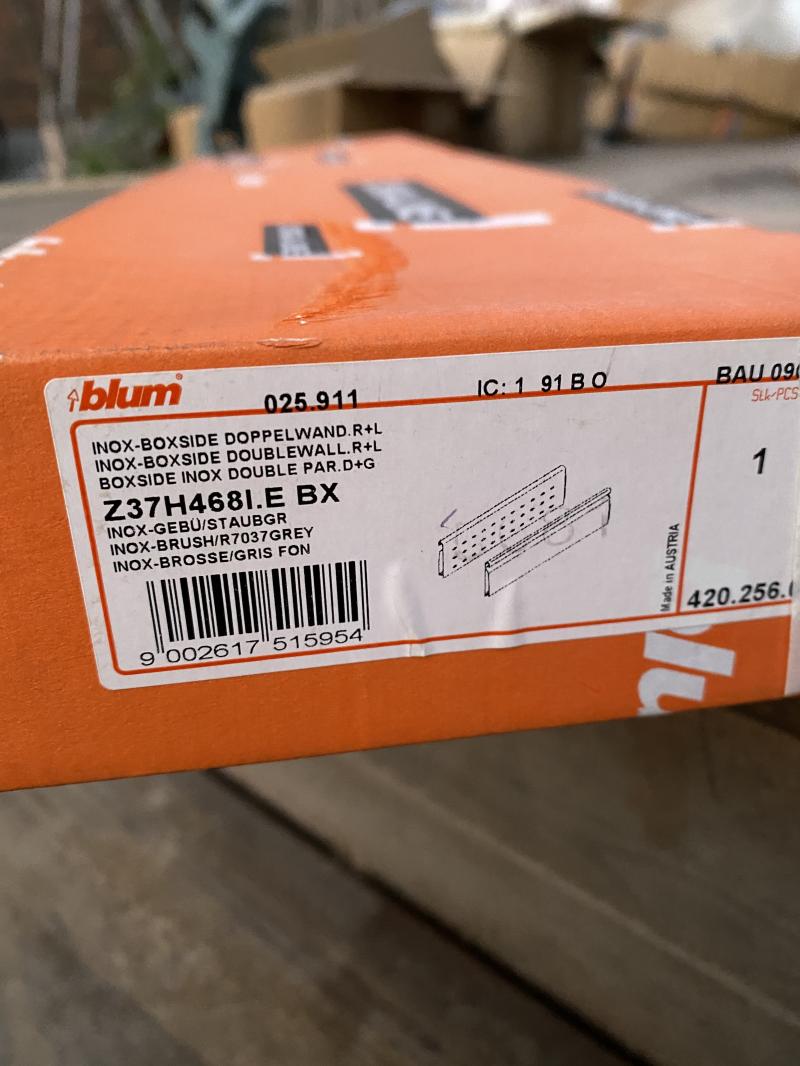 blum
025.911
IC: 1 91 B O
BAU 09
Stk-PCS
INOX-BOXSIDE DOPPELWAND.R+L
INOX-BOXSIDE DOUBLEWALL.R+L
BOXSIDE INOX DOUBLE PAR.D+G
1
Z37H468I.E BX
INOX-GEBÜ/STAUBGR
INOX-BRUSH/R7037GREY
INOX-BROSSE/GRIS FON
Made in AUSTRIA
420.256.
9 002617 515954
lu